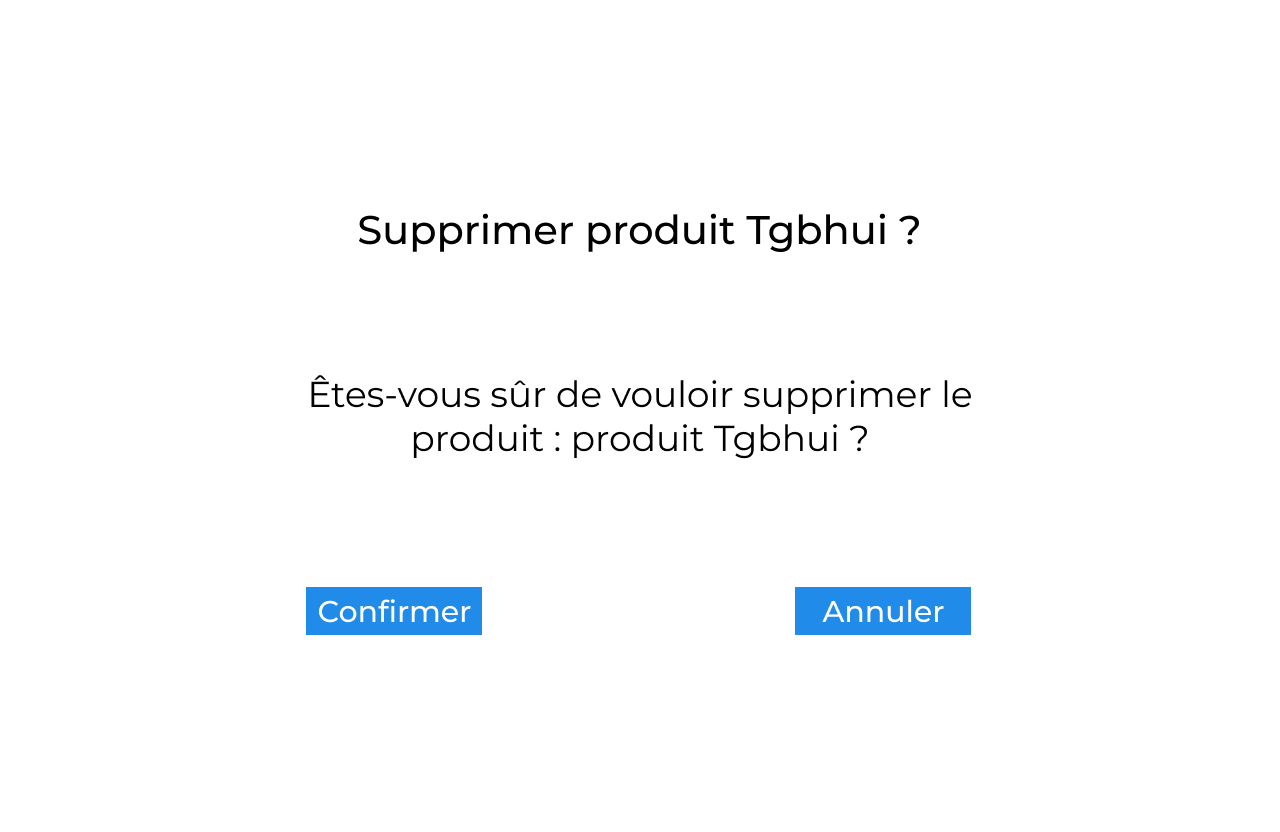 Supprimer produit Tgbhui ?
Êtes-vous sûr de vouloir supprimer le
produit : produit Tgbhui ?
Confirmer
Annuler